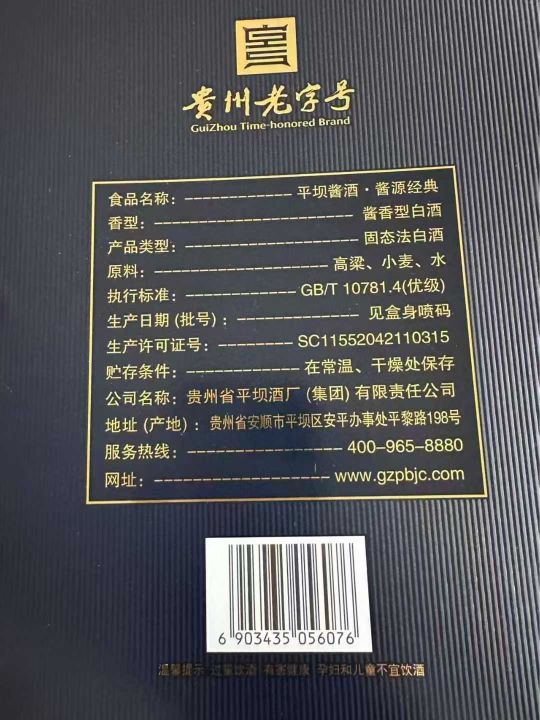 贵州老字号
GuiZhou Time-honored Brand
食品名称：------------ 平坝酱酒·酱源经典
香型：---------------------- 酱香型白酒
产品类型：-------------------- 固态法白酒
原料：-------------------- 高粱、小麦、水
执行标准：------------ GB/T 10781.4(优级)
生产日期 (批号)：-------------- 见盒身喷码
生产许可证号：--------- SC11552042110315
贮存条件：------------- 在常温、干燥处保存
公司名称：贵州省平坝酒厂 (集团) 有限责任公司
地址 (产地)：贵州省安顺市平坝区安平办事处平黎路198号
服务热线：------------------ 400-965-8880
网址：-------------------- www.gzpbjc.com
6 903435 056076
温馨提示 过量饮酒 有害健康 孕妇和儿童不宜饮酒